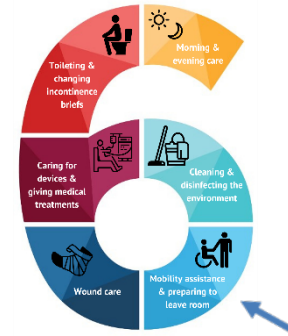 Morning &
evening care
Toileting &
changing
incontinence
briefs
Caring for
devices &
giving medical
treatments
Cleaning &
disinfecting the
environment
Wound care
Mobility assistance
& preparing to
leave room